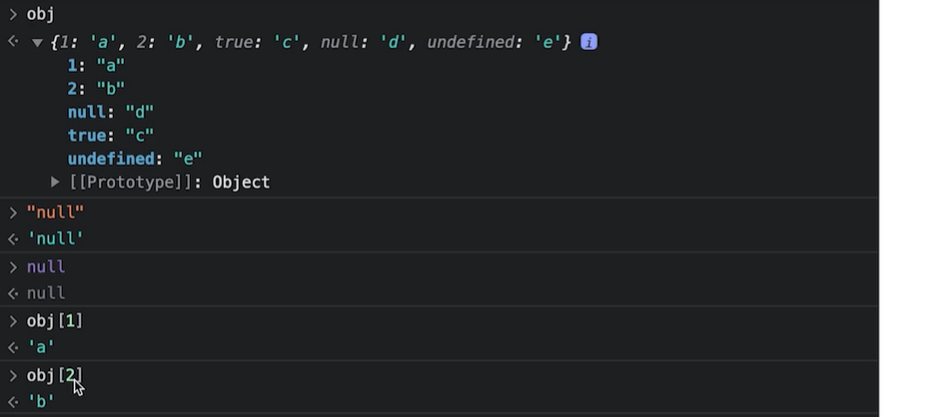 > obj
<· ▼ {1: 'a', 2: 'b', true: 'c', null: 'd', undefined: 'e'} i
1: "a"
2: "b"
null: "d"
true: "c"
undefined: "e"
▶ [[Prototype]]: Object
> "null"
<· 'null'
> null
<· null
> obj[1]
<· 'a'
> obj[2]
<· 'b'